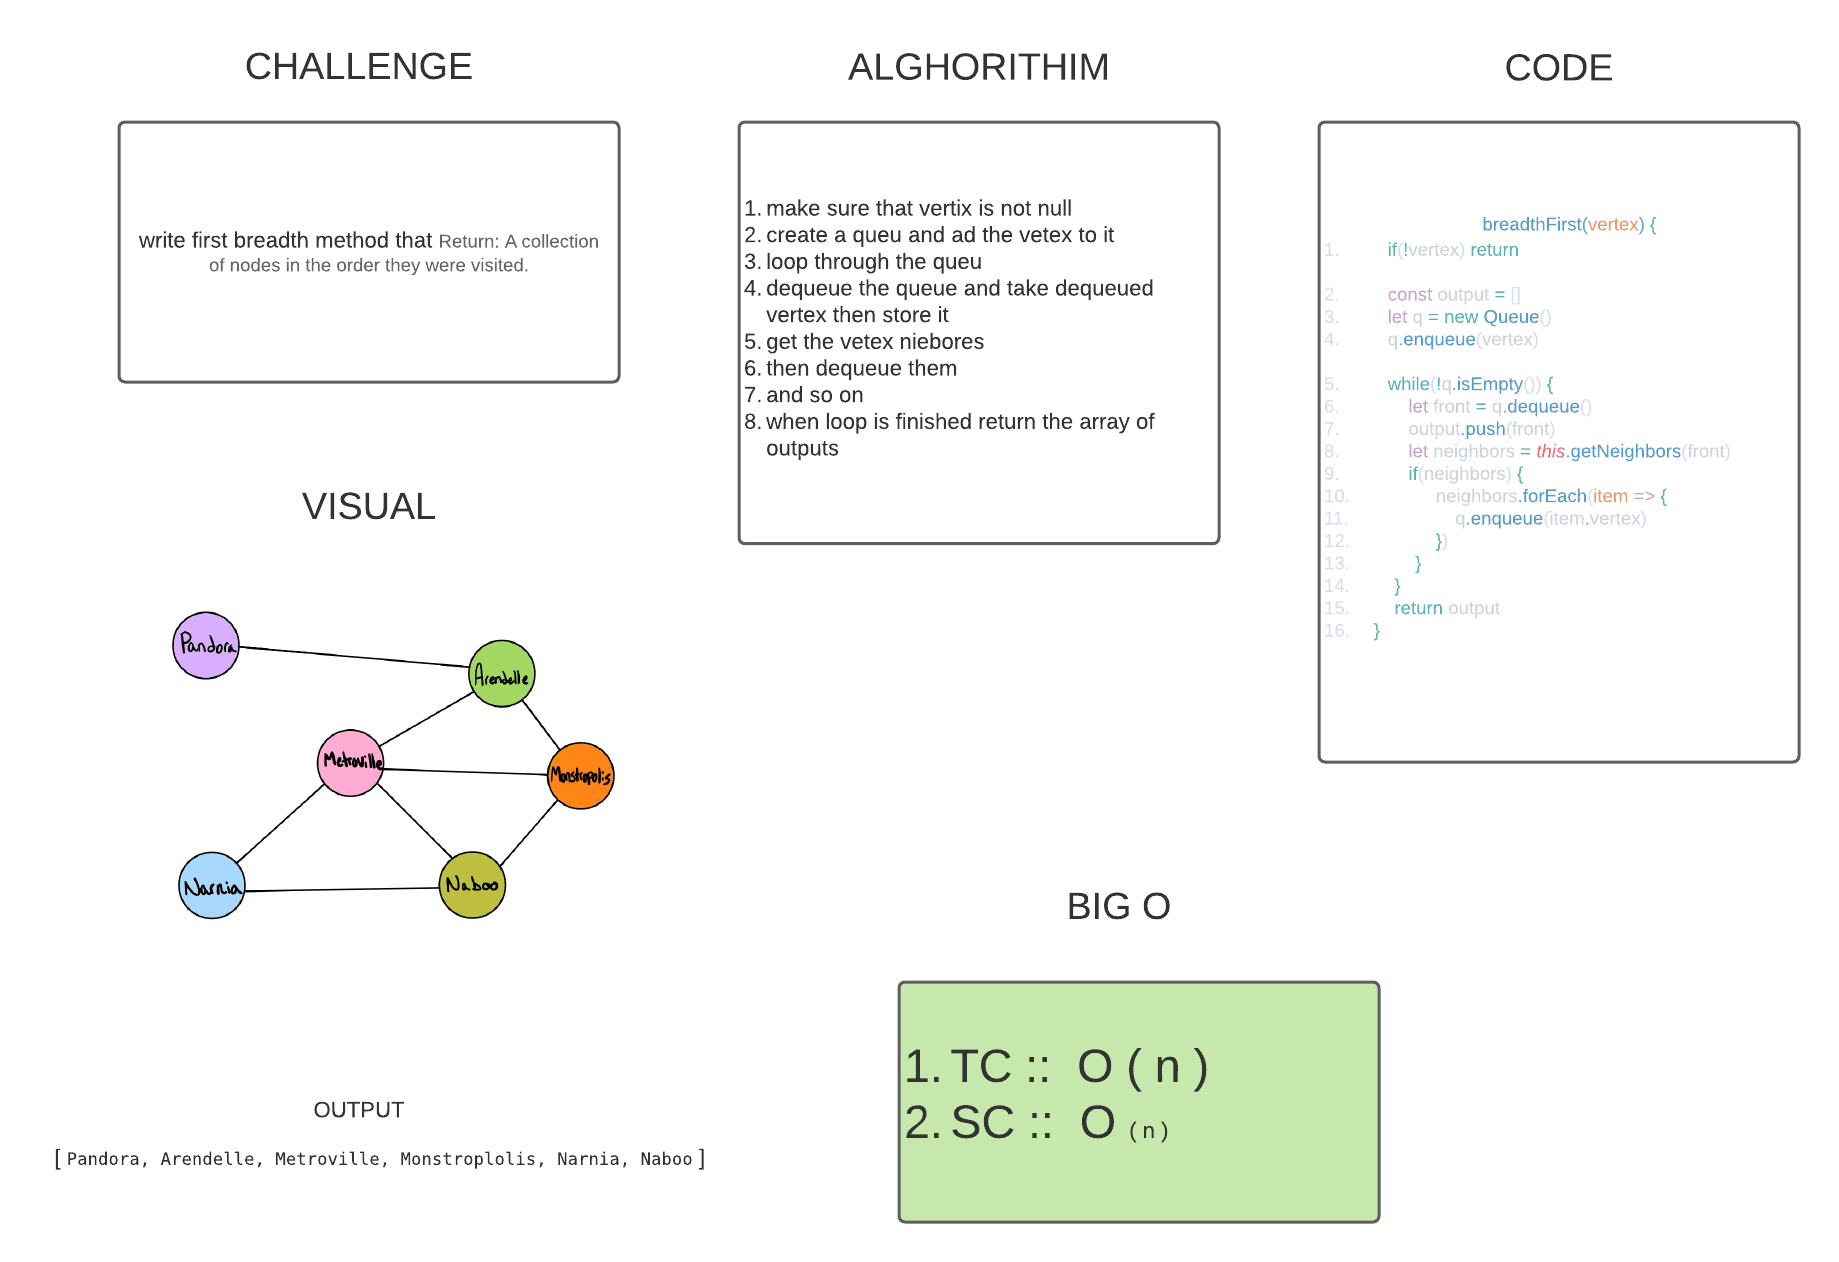 CHALLENGE
write first breadth method that Return: A collection
of nodes in the order they were visited.
VISUAL
Pandora
Arendelle
Metroville
Monstropolis
Narnia
Naboo
OUTPUT
[ Pandora, Arendelle, Metroville, Monstroplolis, Narnia, Naboo ]
ALGHORITHIM
1. make sure that vertix is not null
2. create a queu and ad the vetex to it
3. loop through the queu
4. dequeue the queue and take dequeued
vertex then store it
5. get the vetex niebores
6. then dequeue them
7. and so on
8. when loop is finished return the array of
outputs
CODE
breadthFirst(vertex) {
1. if(!vertex) return
2. const output = []
3. let q = new Queue()
4. q.enqueue(vertex)
5. while(!q.isEmpty()) {
6. let front = q.dequeue()
7. output.push(front)
8. let neighbors = this.getNeighbors(front)
9. if(neighbors) {
10. neighbors.forEach(item => {
11. q.enqueue(item.vertex)
12. })
13. }
14. }
15. return output
16. }
BIG O
1. TC :: O ( n )
2. SC :: O ( n )